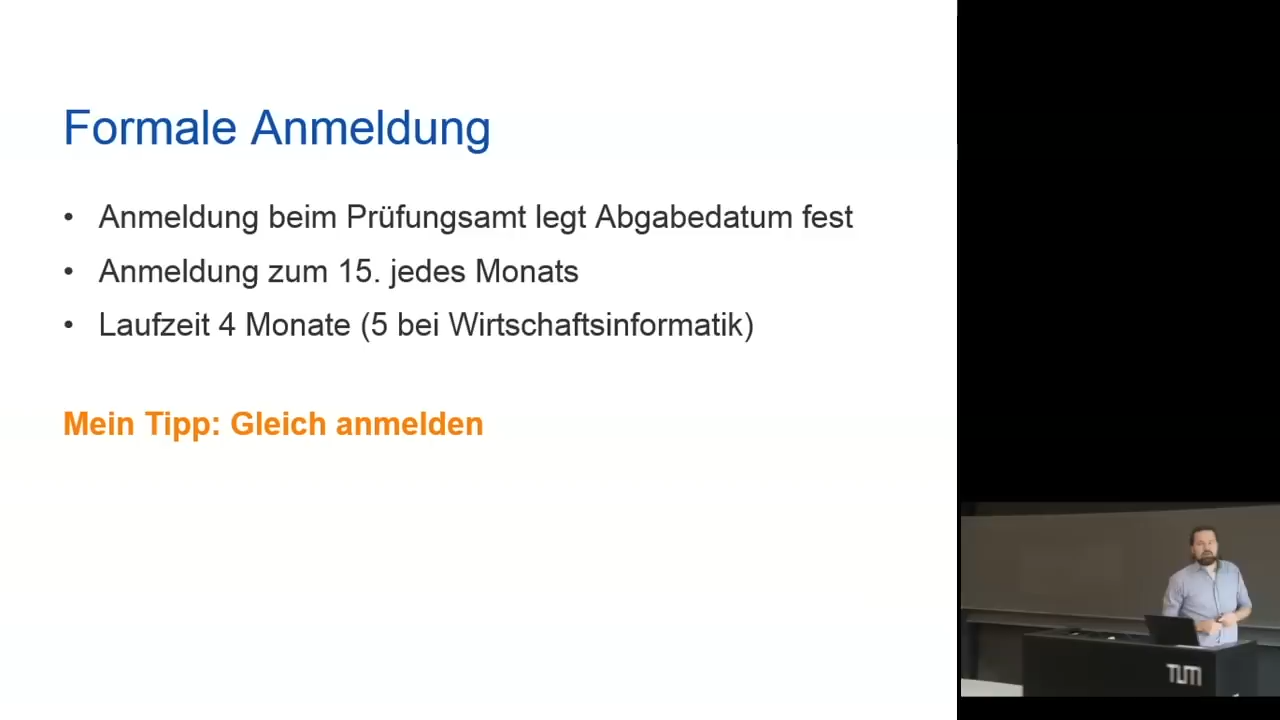 Formale Anmeldung
• Anmeldung beim Prüfungsamt legt Abgabedatum fest
• Anmeldung zum 15. jedes Monats
• Laufzeit 4 Monate (5 bei Wirtschaftsinformatik)
Mein Tipp: Gleich anmelden
TUM